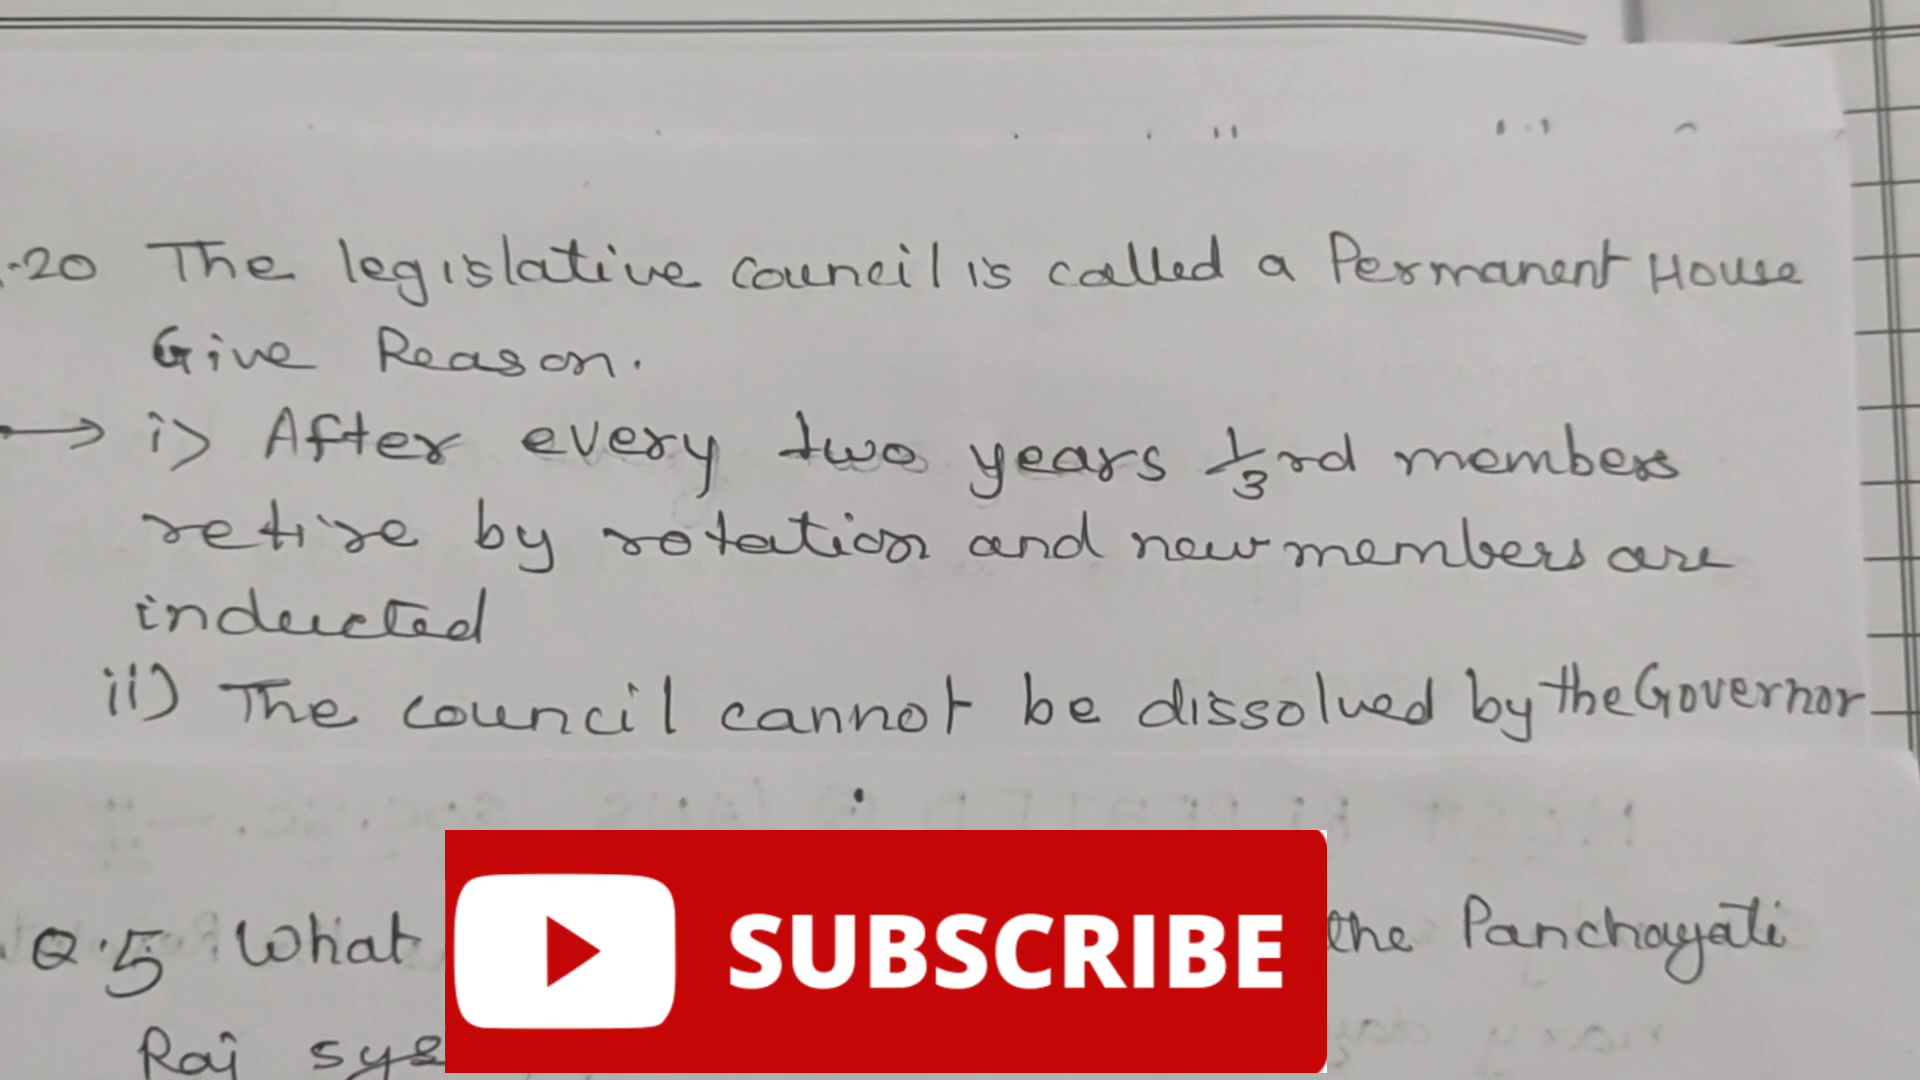 .20 The legislative council is called a Permanent House
Give Reason.
→ i> After every two years 1/3rd members
retire by rotation and new members are
inducted
ii) The council cannot be dissolved by the Governor
Q.5 What the Panchayati
SUBSCRIBE
Raj sys